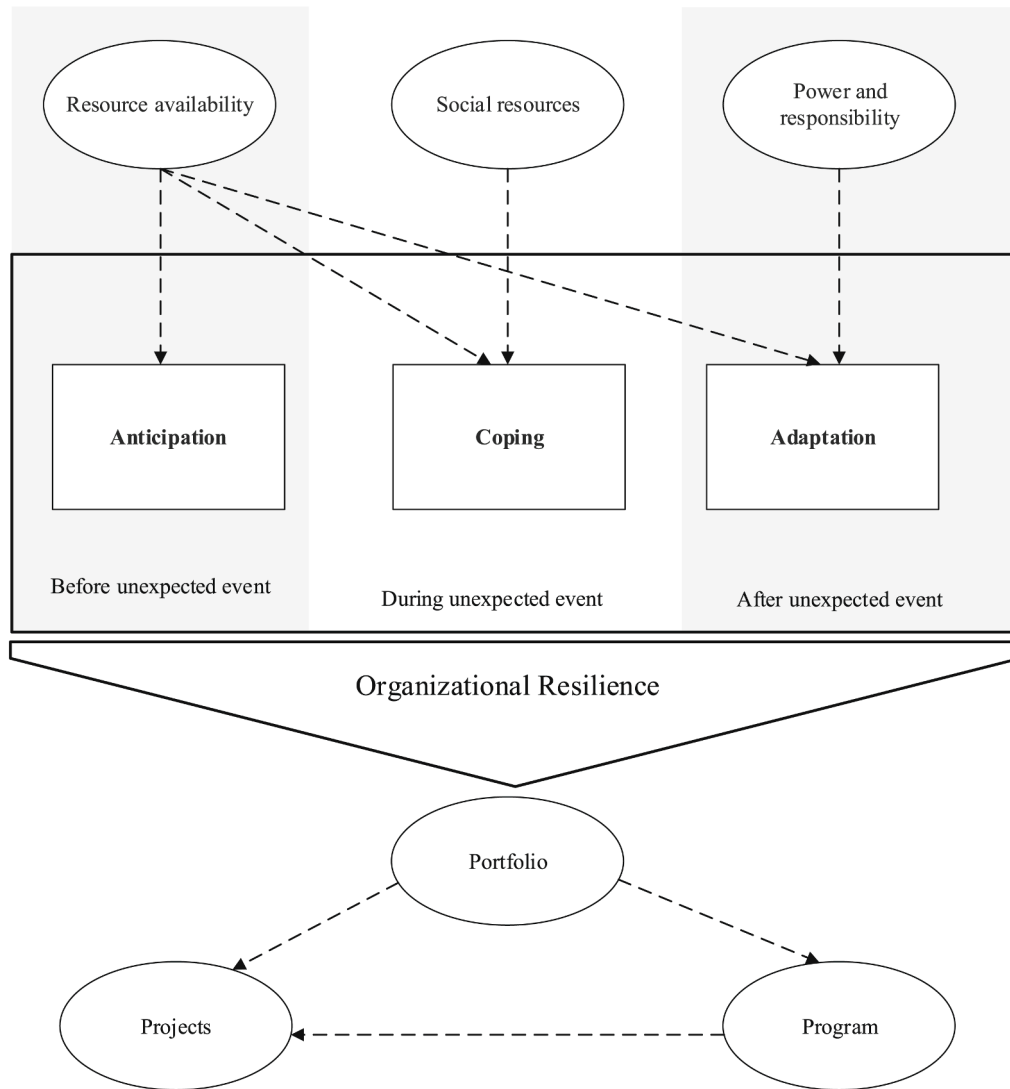 Resource availability
Social resources
Power and
responsibility
Anticipation
Coping
Adaptation
Before unexpected event
During unexpected event
After unexpected event
Organizational Resilience
Portfolio
Projects
Program